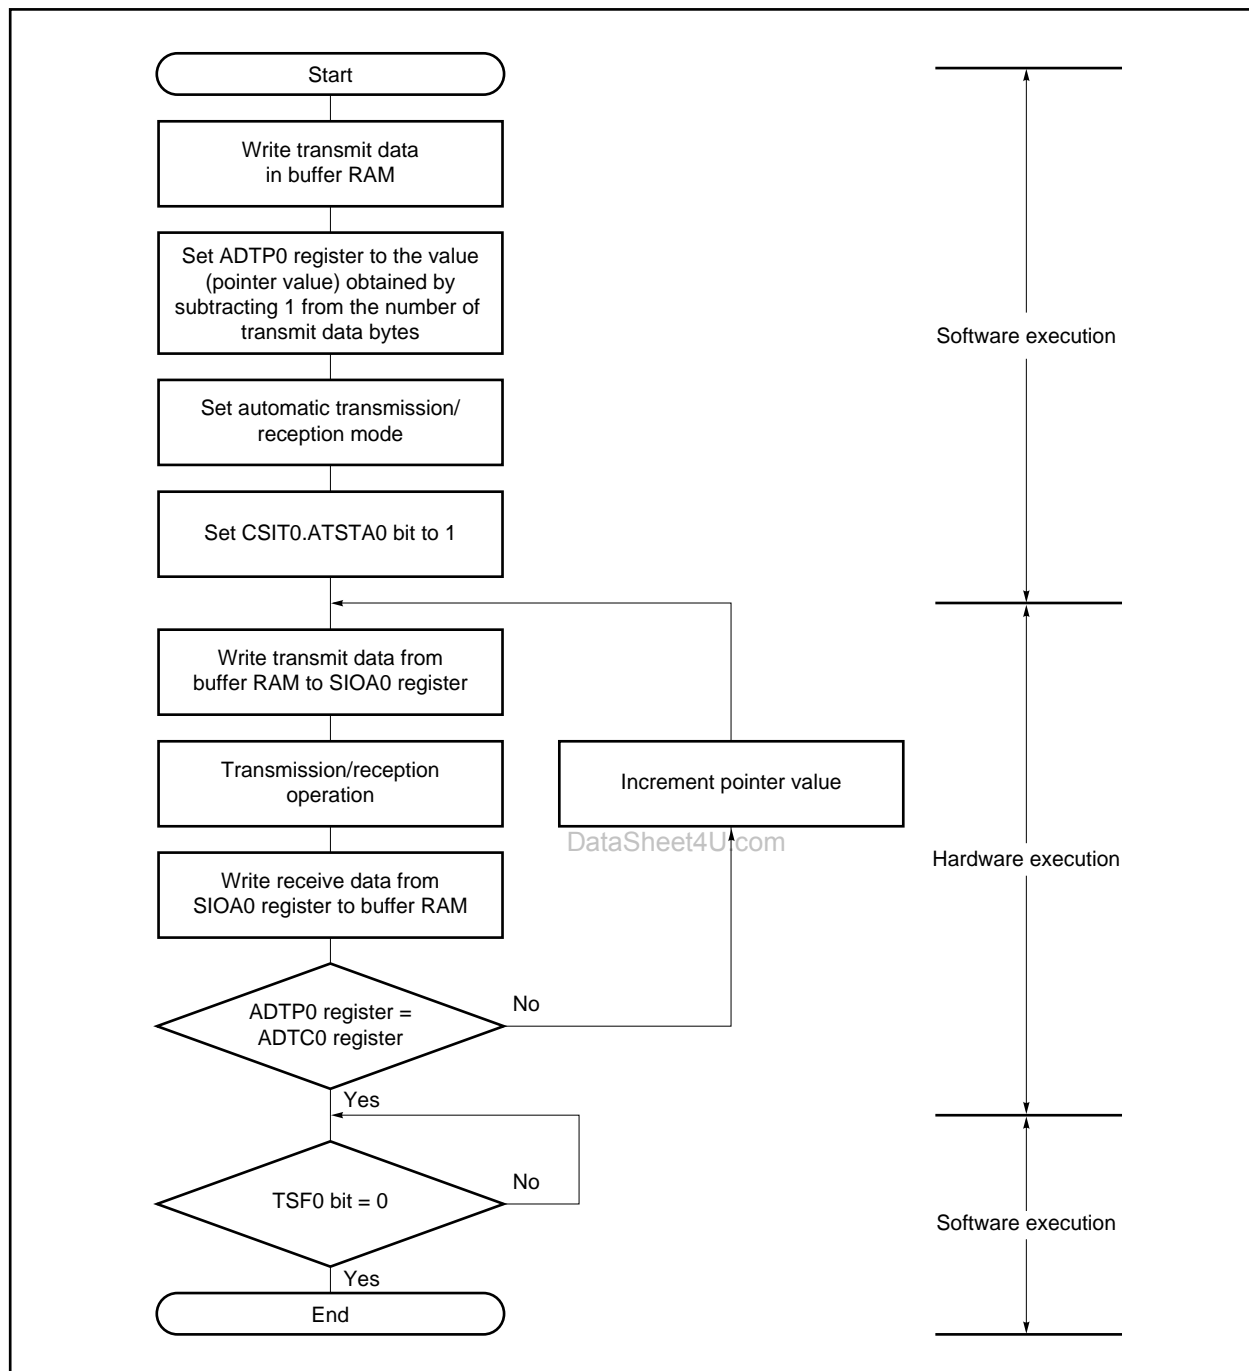 Start
Write transmit data
in buffer RAM
Set ADTP0 register to the value
(pointer value) obtained by
subtracting 1 from the number of
transmit data bytes
Software execution
Set automatic transmission/
reception mode
Set CSIT0.ATSTA0 bit to 1
Write transmit data from
buffer RAM to SIOA0 register
Transmission/reception
operation
Increment pointer value
DataSheet4U.com
Hardware execution
Write receive data from
SIOA0 register to buffer RAM
ADTP0 register =
ADTC0 register
No
Yes
TSF0 bit = 0
No
Software execution
Yes
End